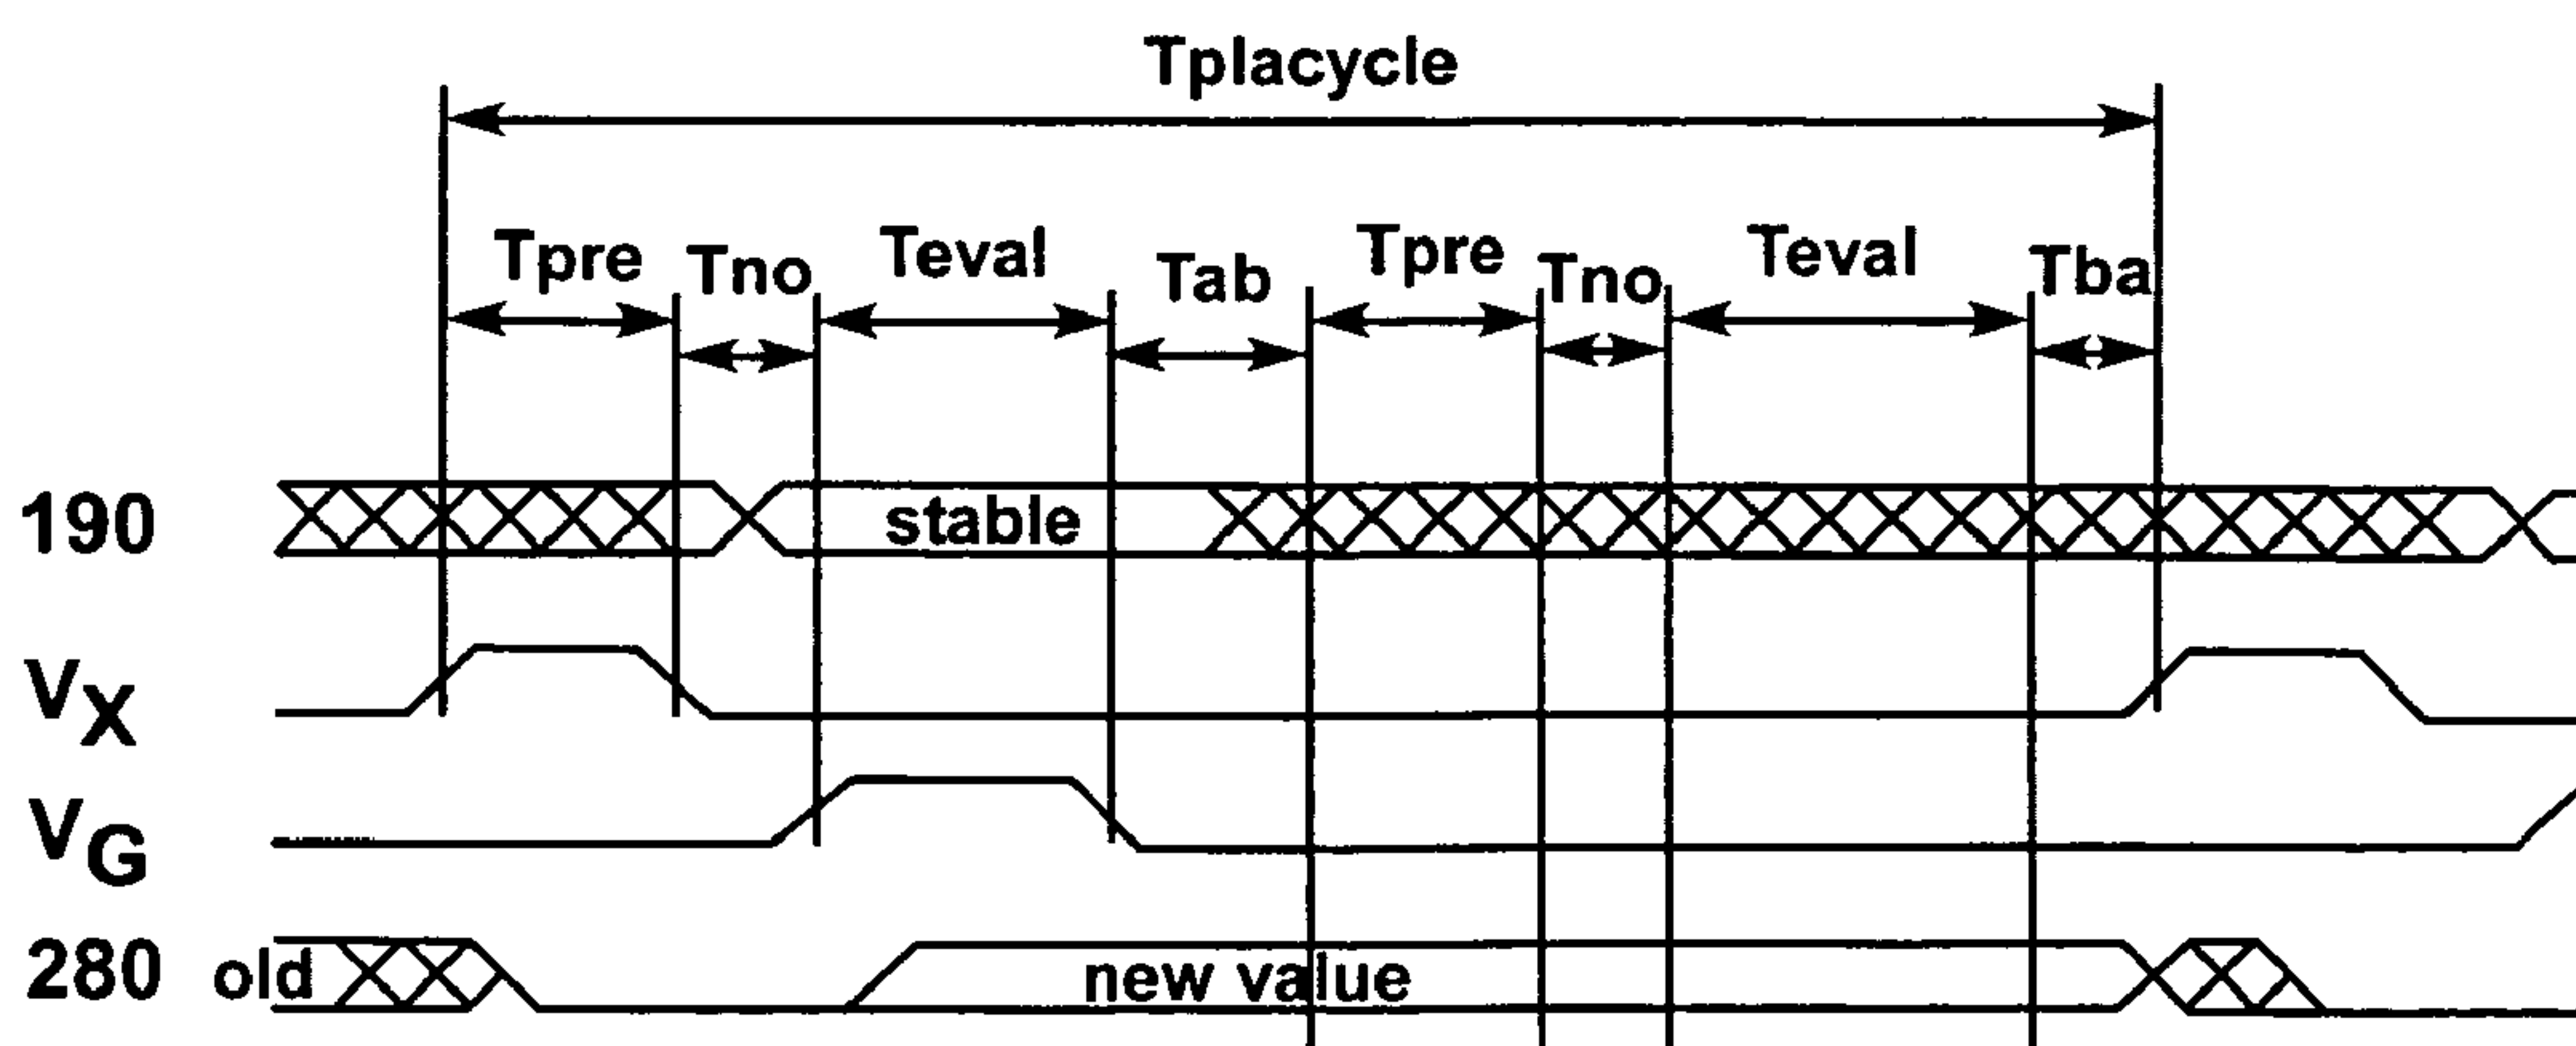 Tplacycle
Tpre Tno Teval Tab Tpre Tno Teval Tba
190 stable
VX
VG
280 old new value